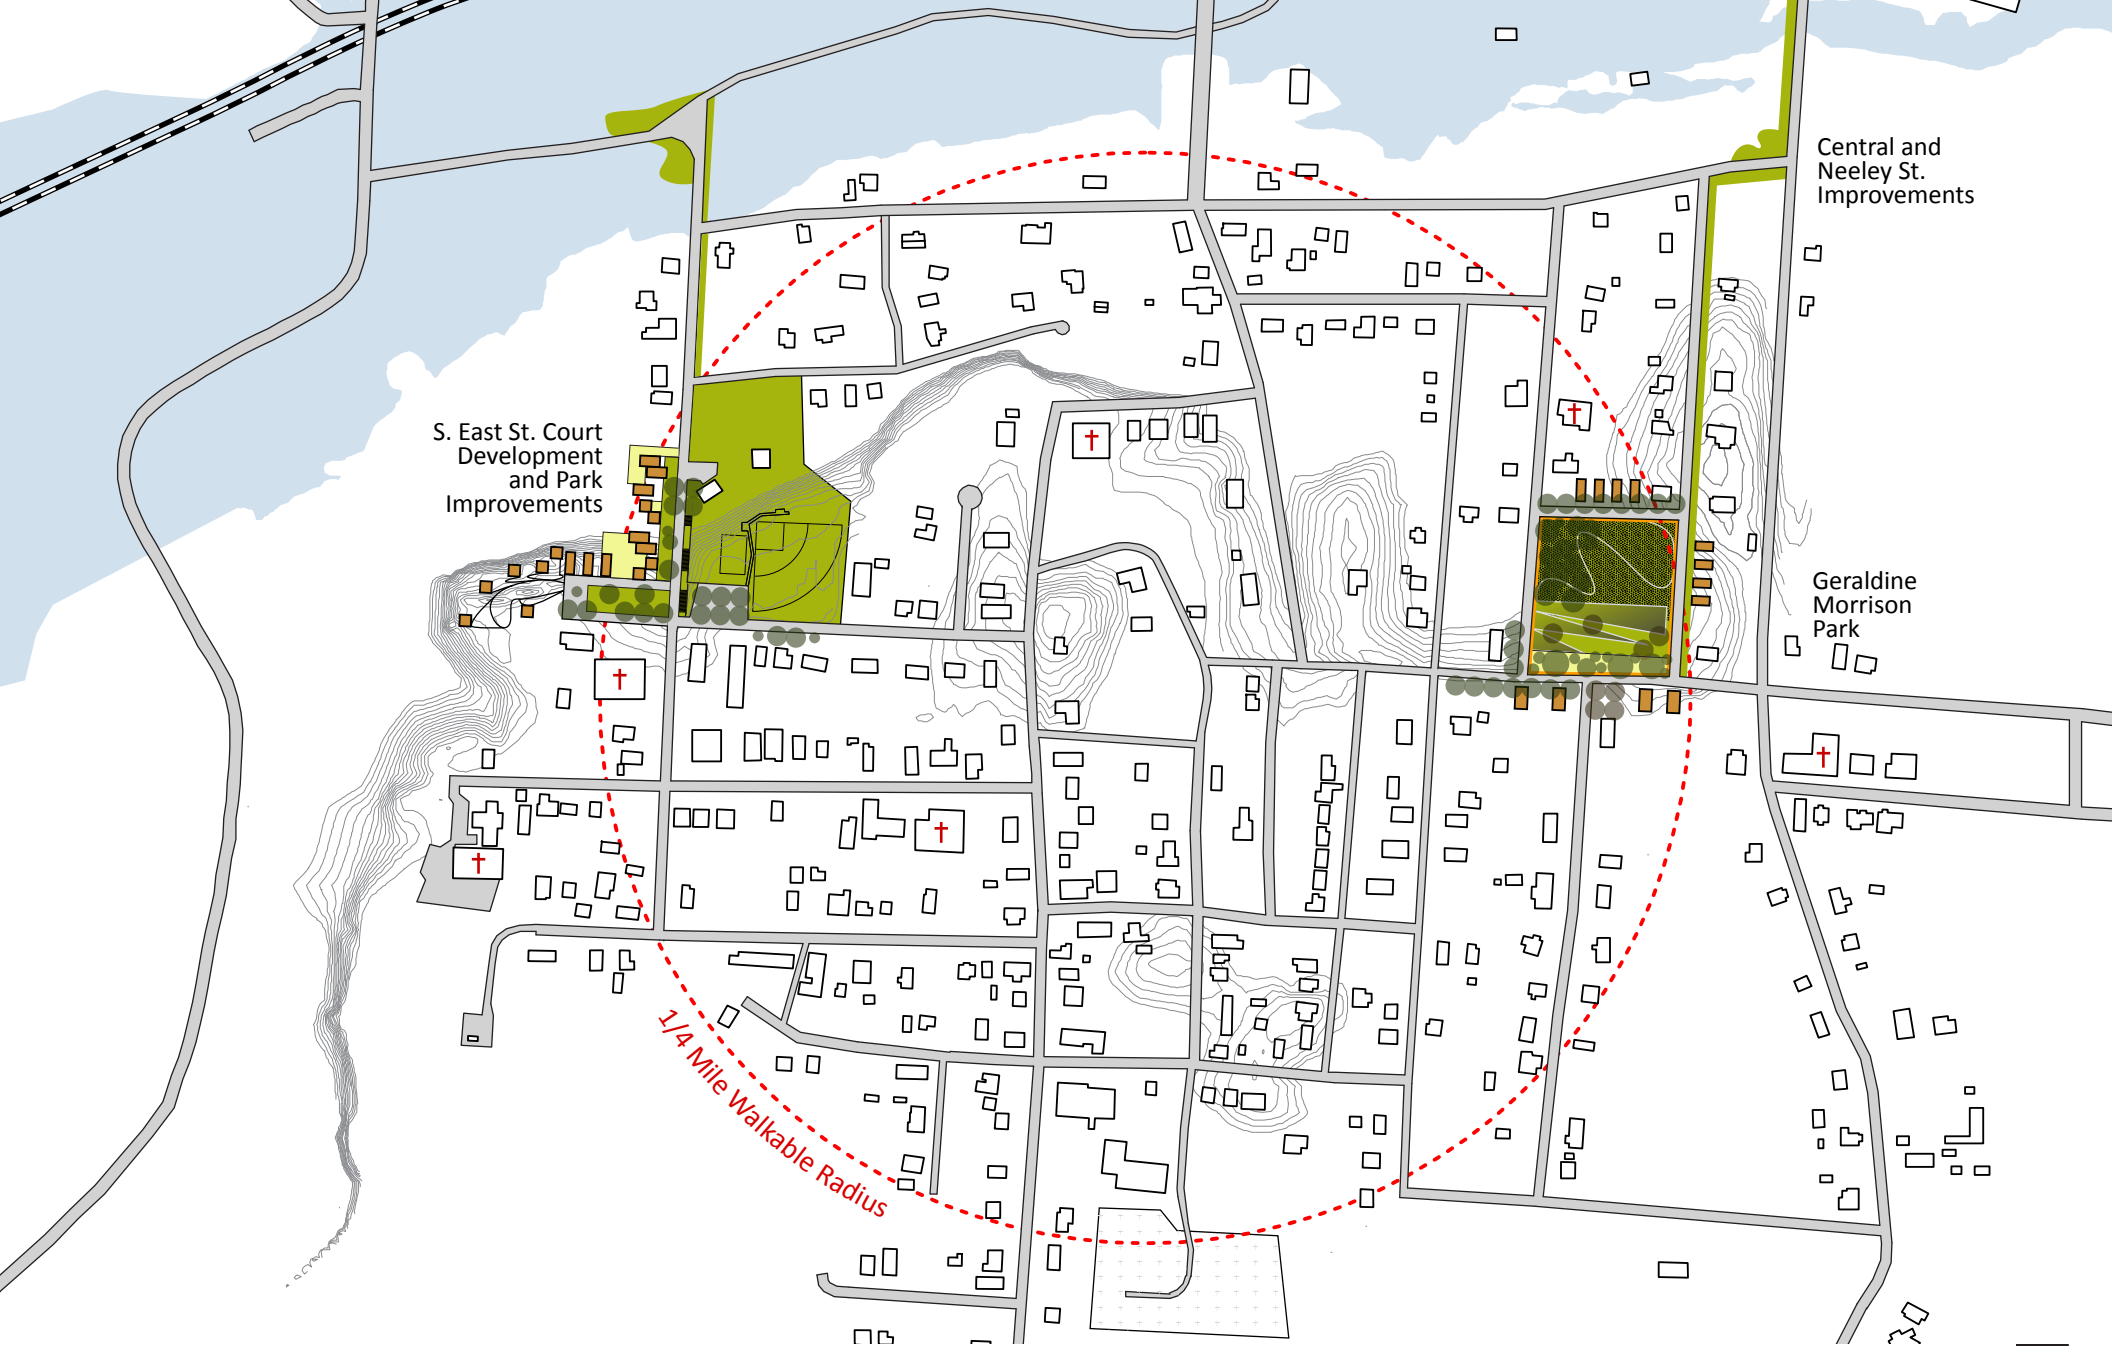 Central and
Neeley St.
Improvements
S. East St. Court
Development
and Park
Improvements
Geraldine
Morrison
Park
1/4 Mile Walkable Radius